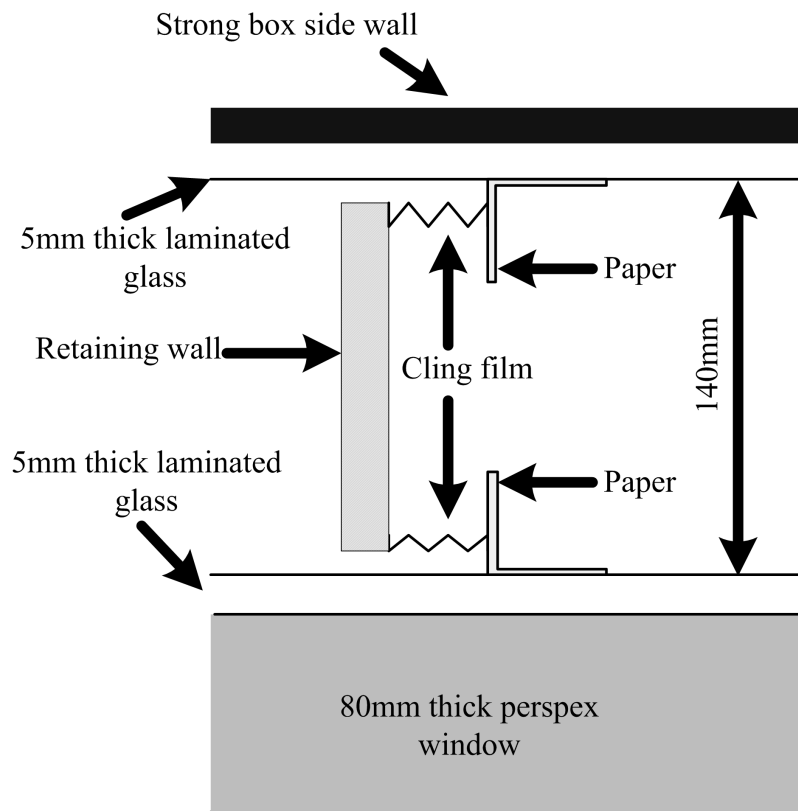 Strong box side wall
5mm thick laminated
glass
Paper
Retaining wall
Cling film
140mm
5mm thick laminated
glass
Paper
80mm thick perspex
window